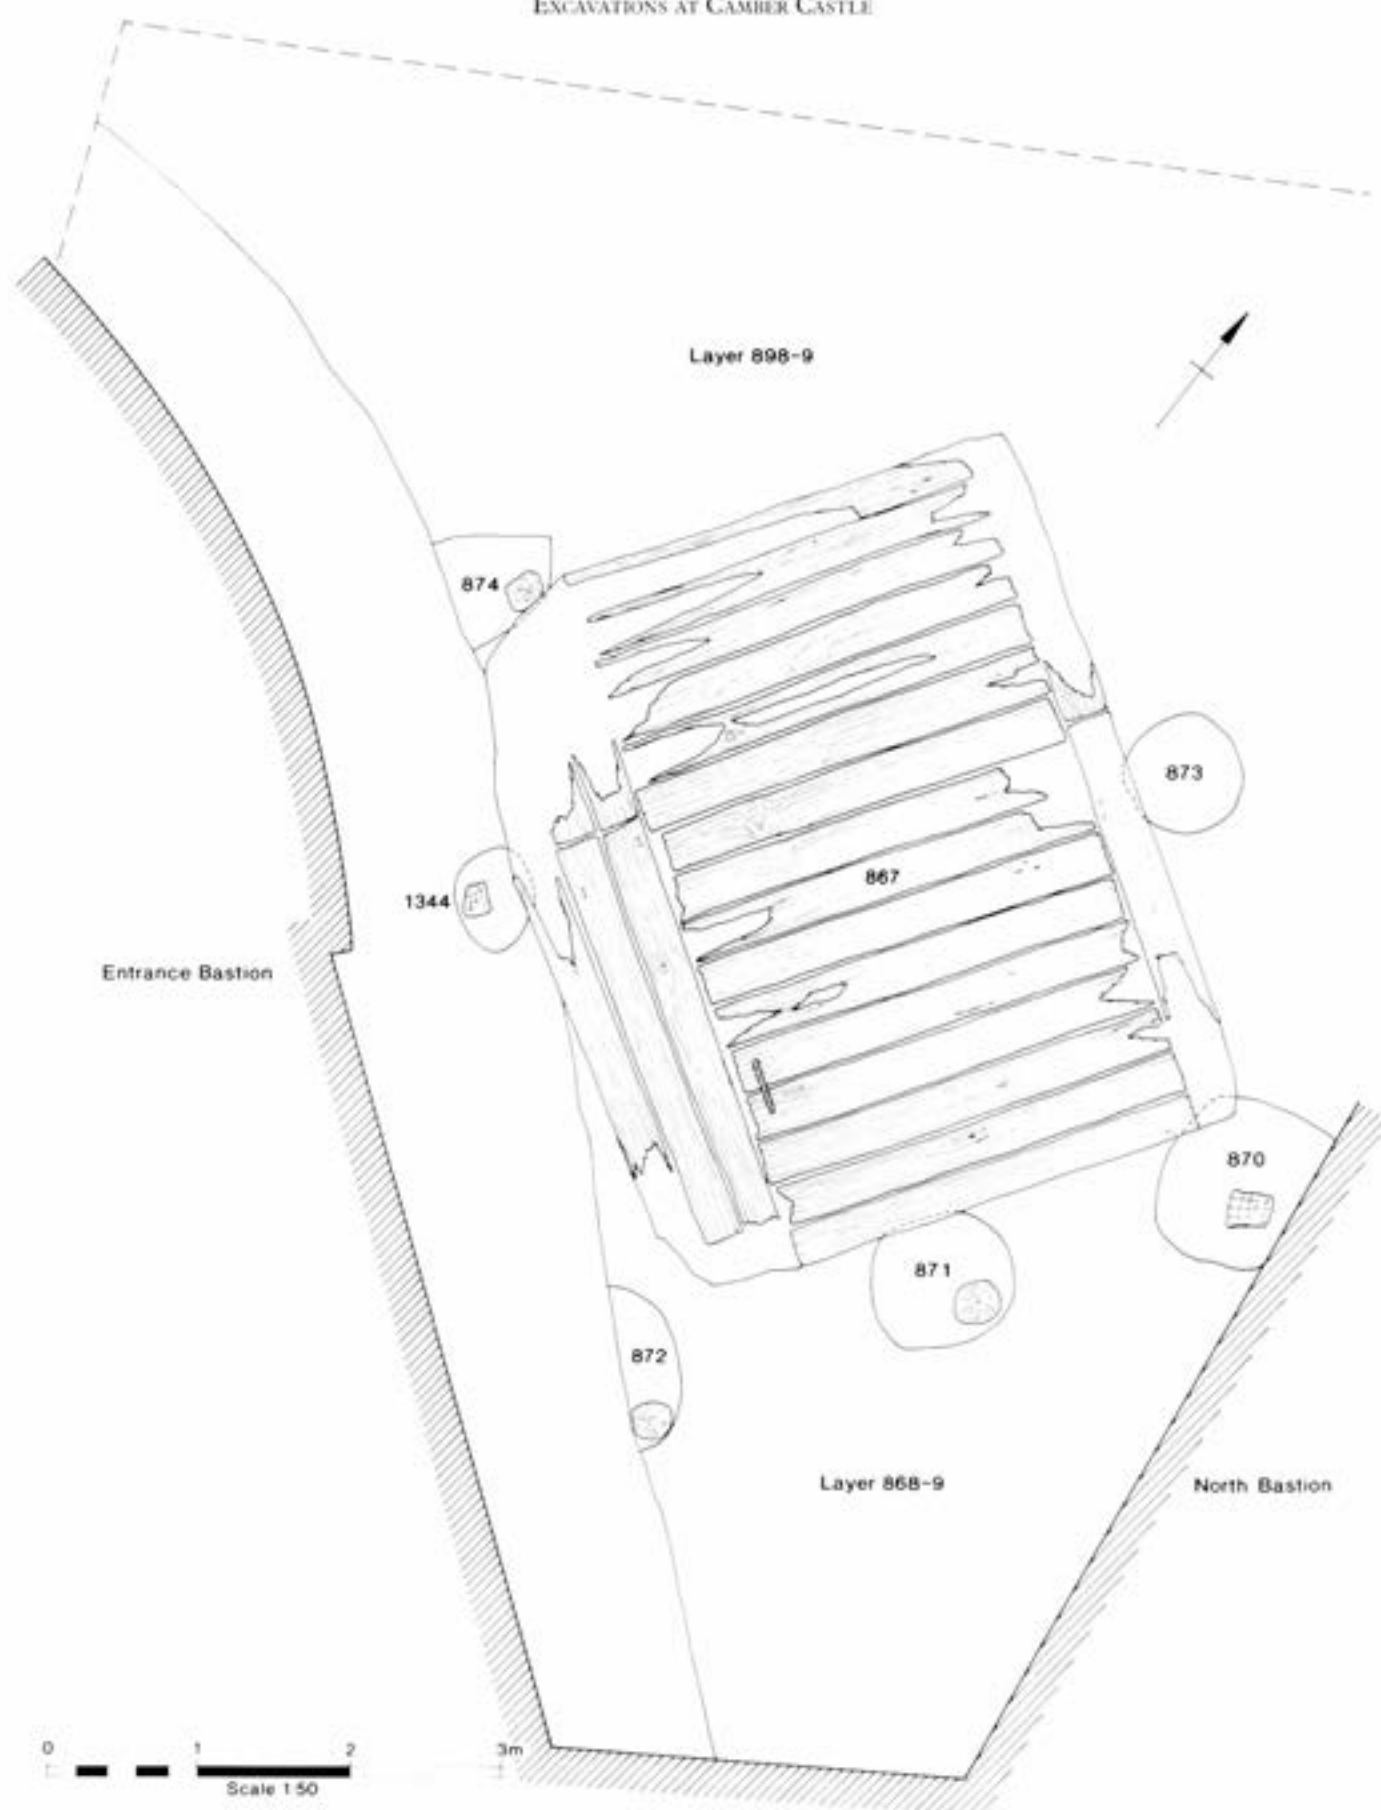 EXCAVATIONS AT CAMBER CASTLE
Layer 898-9
874
873
867
1344
Entrance Bastion
870
871
872
Layer 868-9
North Bastion
0 1 2 3m
Scale 1:50